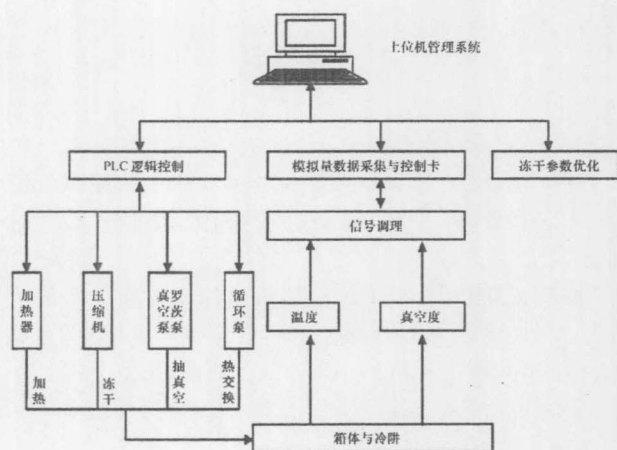 上位机管理系统
PLC 逻辑控制
模拟量数据采集与控制卡
冻干参数优化
信号调理
加热器
压缩机
真空泵
罗茨泵
循环泵
温度
真空度
加热
冻干
抽真空
热交换
箱体与冷阱